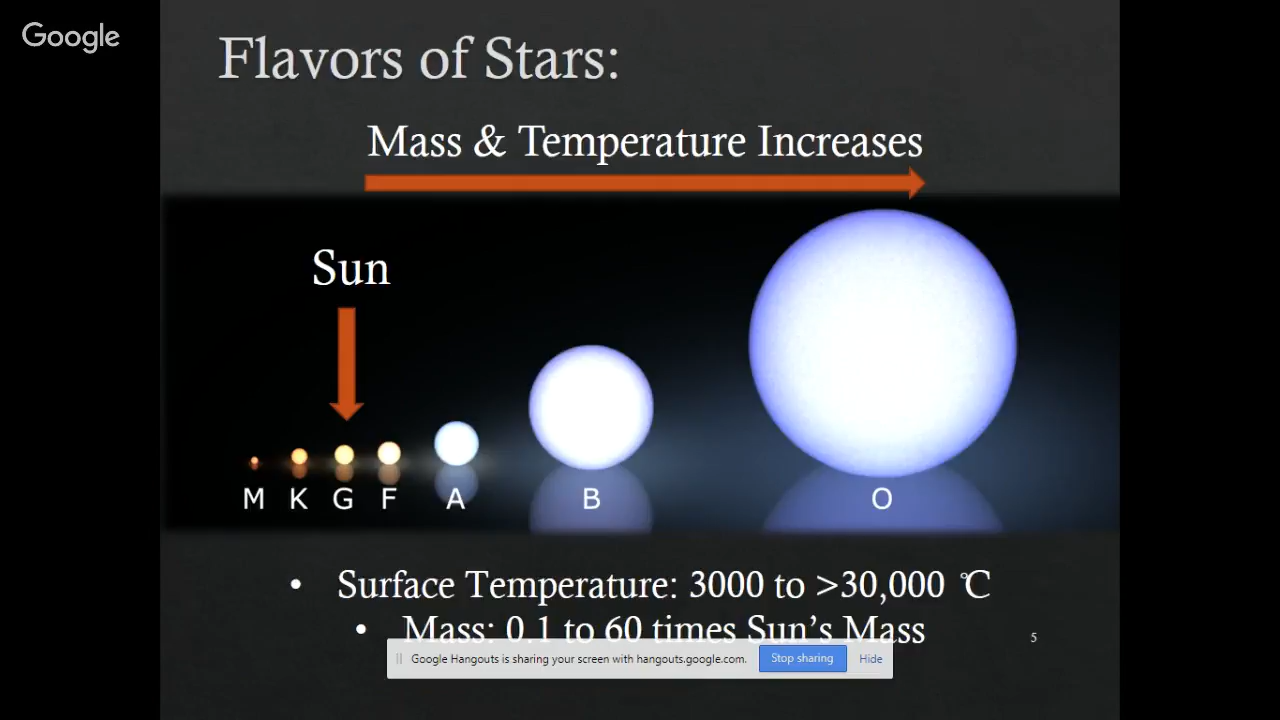 Google
Flavors of Stars:
Mass & Temperature Increases
Sun
M K G F A B O
• Surface Temperature: 3000 to >30,000 ℃
• Mass: 0.1 to 60 times Sun's Mass
5
Google Hangouts is sharing your screen with hangouts.google.com. Stop sharing Hide